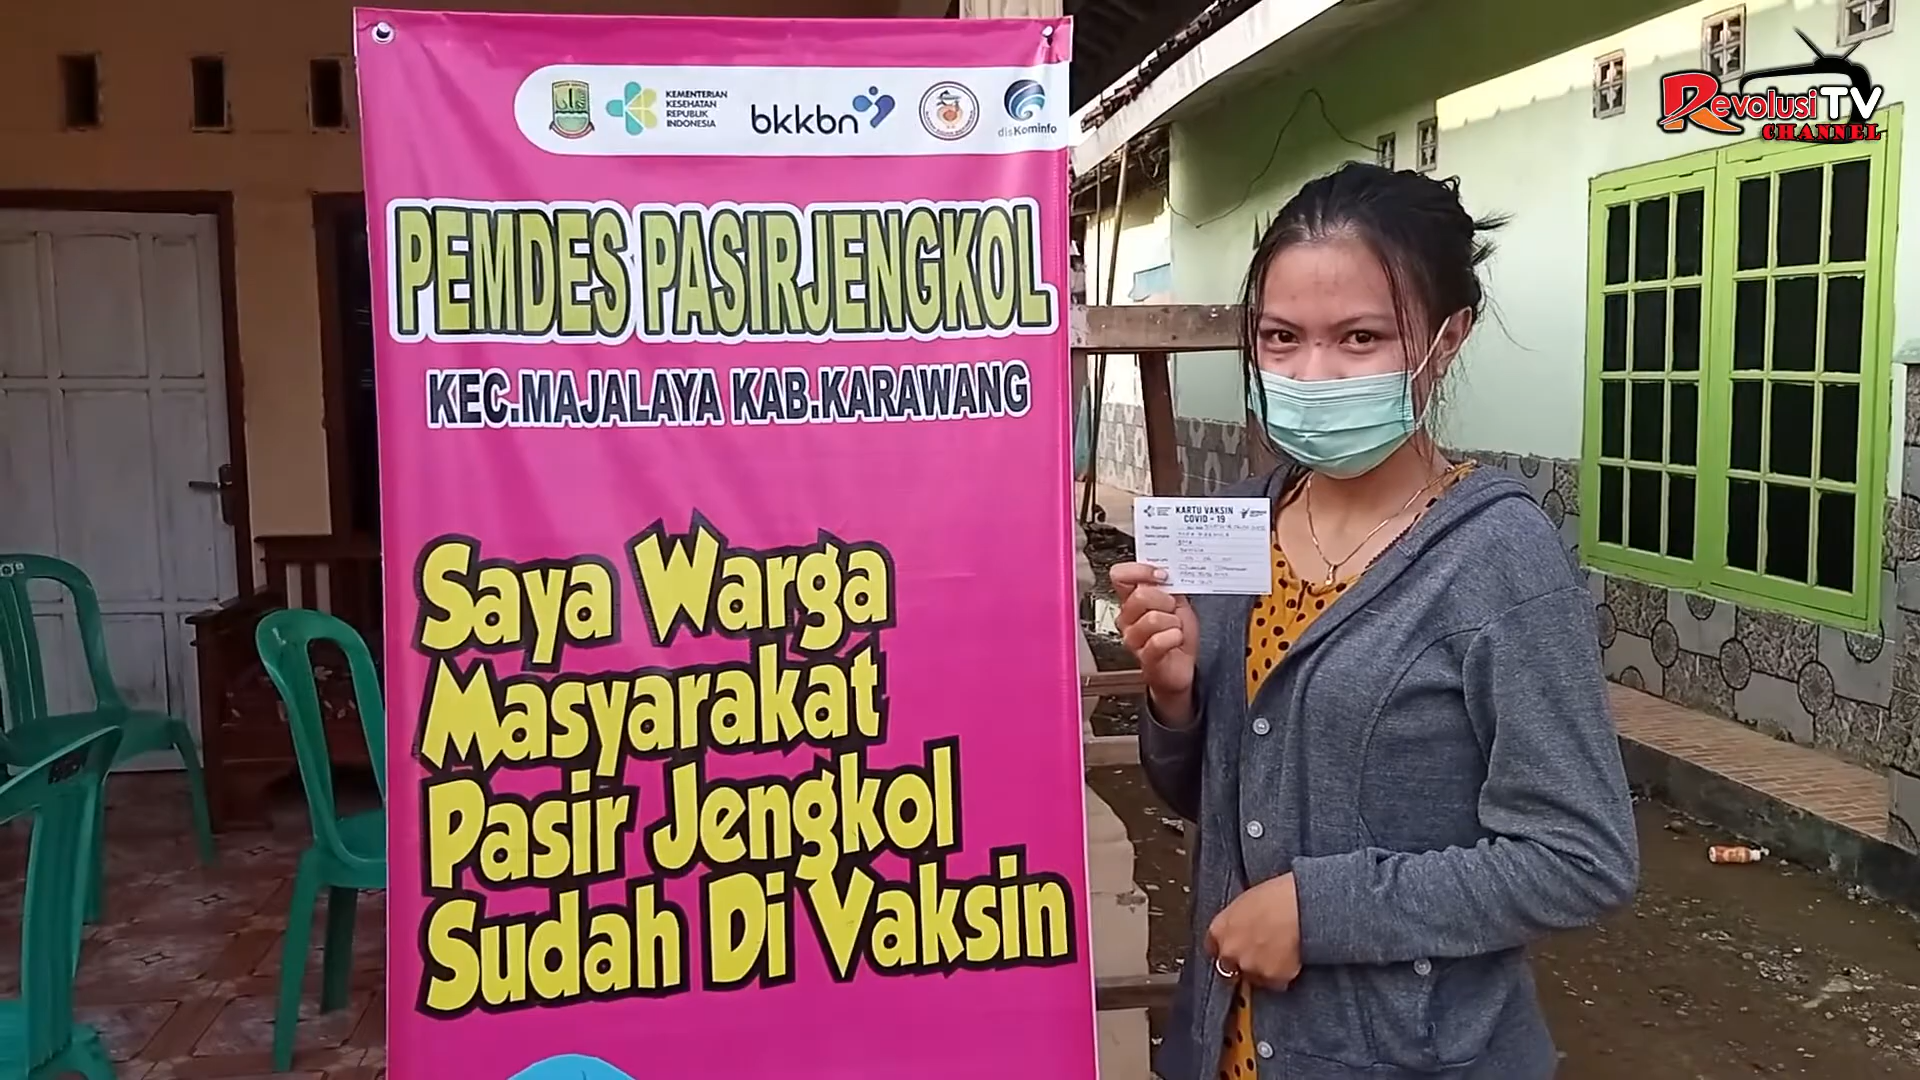 RevolusiTV
CHANNEL
KEMENTERIAN
KESEHATAN
REPUBLIK
INDONESIA
bkkbn
disKominfo
PEMDES PASIRJENGKOL
KEC.MAJALAYA KAB.KARAWANG
Saya Warga
Masyarakat
Pasir Jengkol
Sudah Di Vaksin
KARTU VAKSIN
COVID - 19